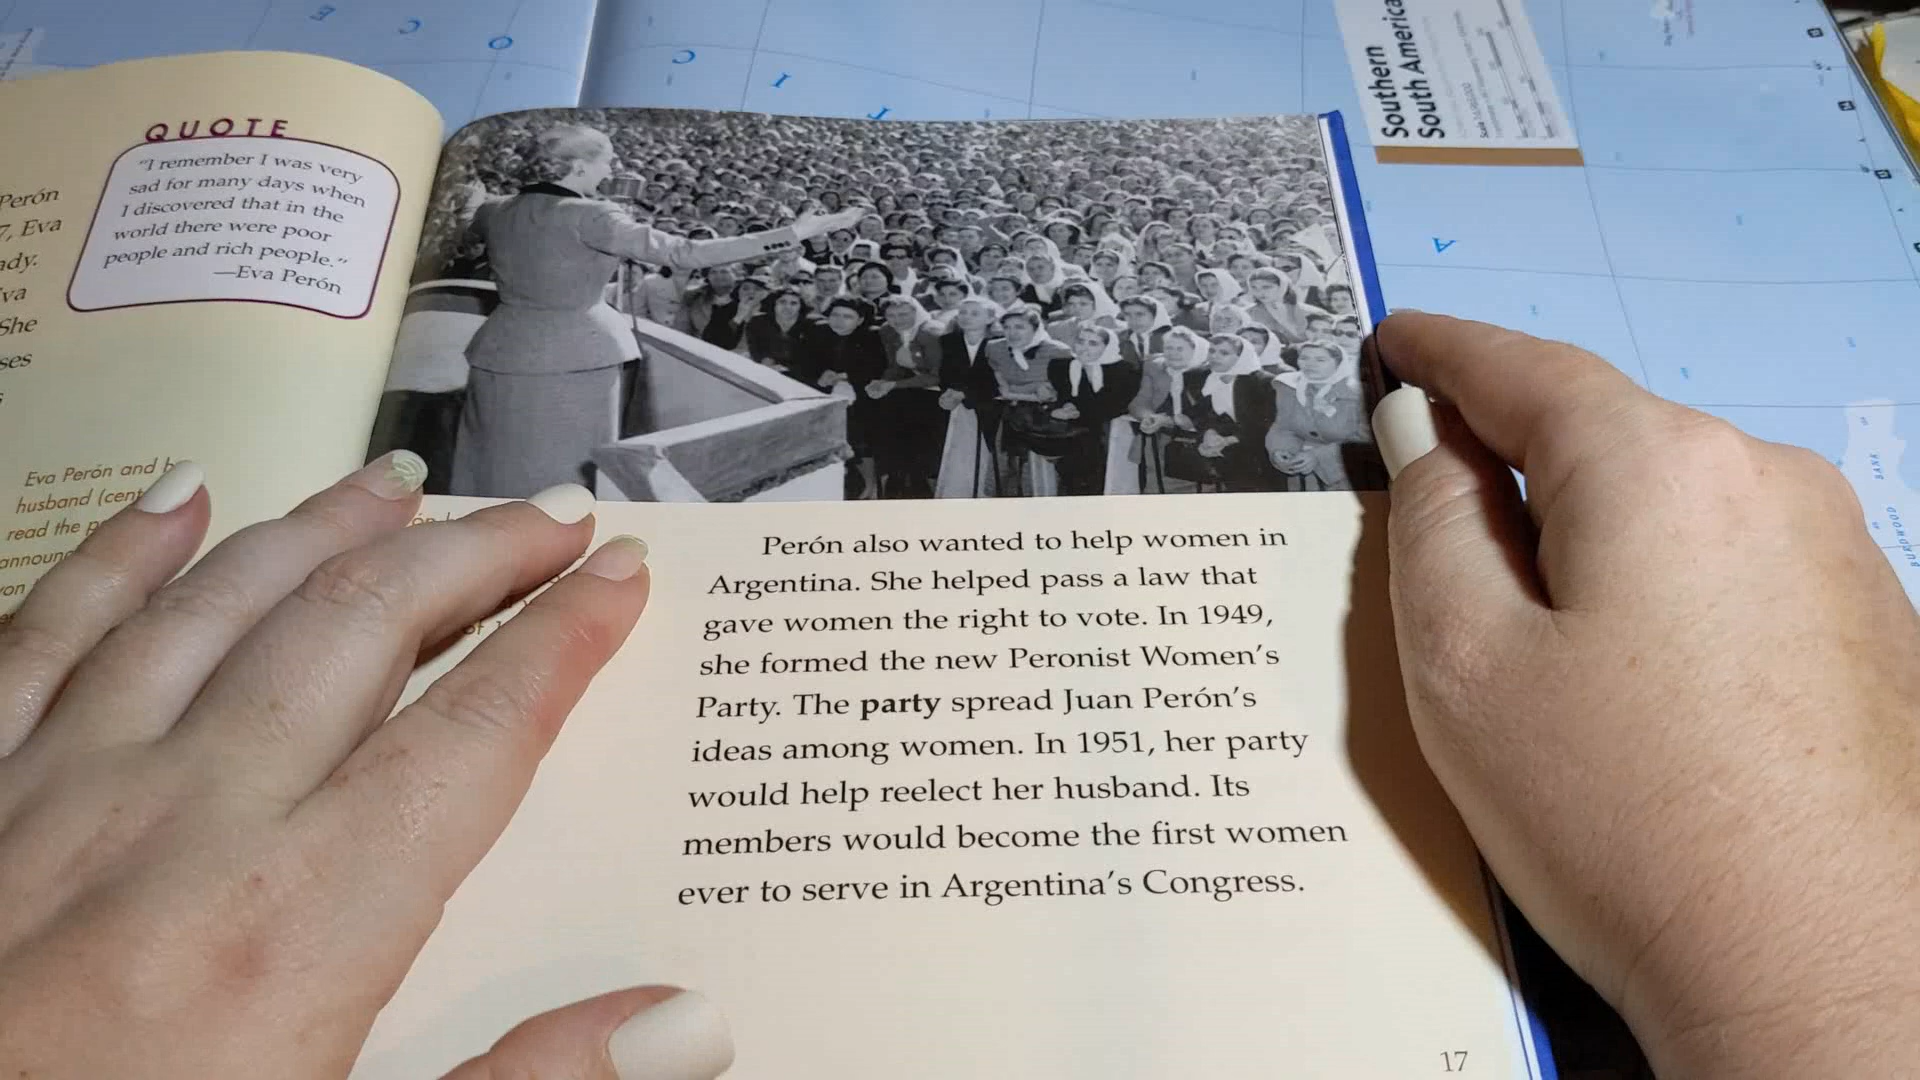 QUOTE
"I remember I was very
sad for many days when
I discovered that in the
world there were poor
people and rich people."
—Eva Perón
Perón
7, Eva
She
Eva Perón and
husband
read the
Perón also wanted to help women in
Argentina. She helped pass a law that
gave women the right to vote. In 1949,
she formed the new Peronist Women's
Party. The party spread Juan Perón's
ideas among women. In 1951, her party
would help reelect her husband. Its
members would become the first women
ever to serve in Argentina's Congress.
17
Southern
South America
Scale
O C E
A
I C
BURDWOOD
BANK